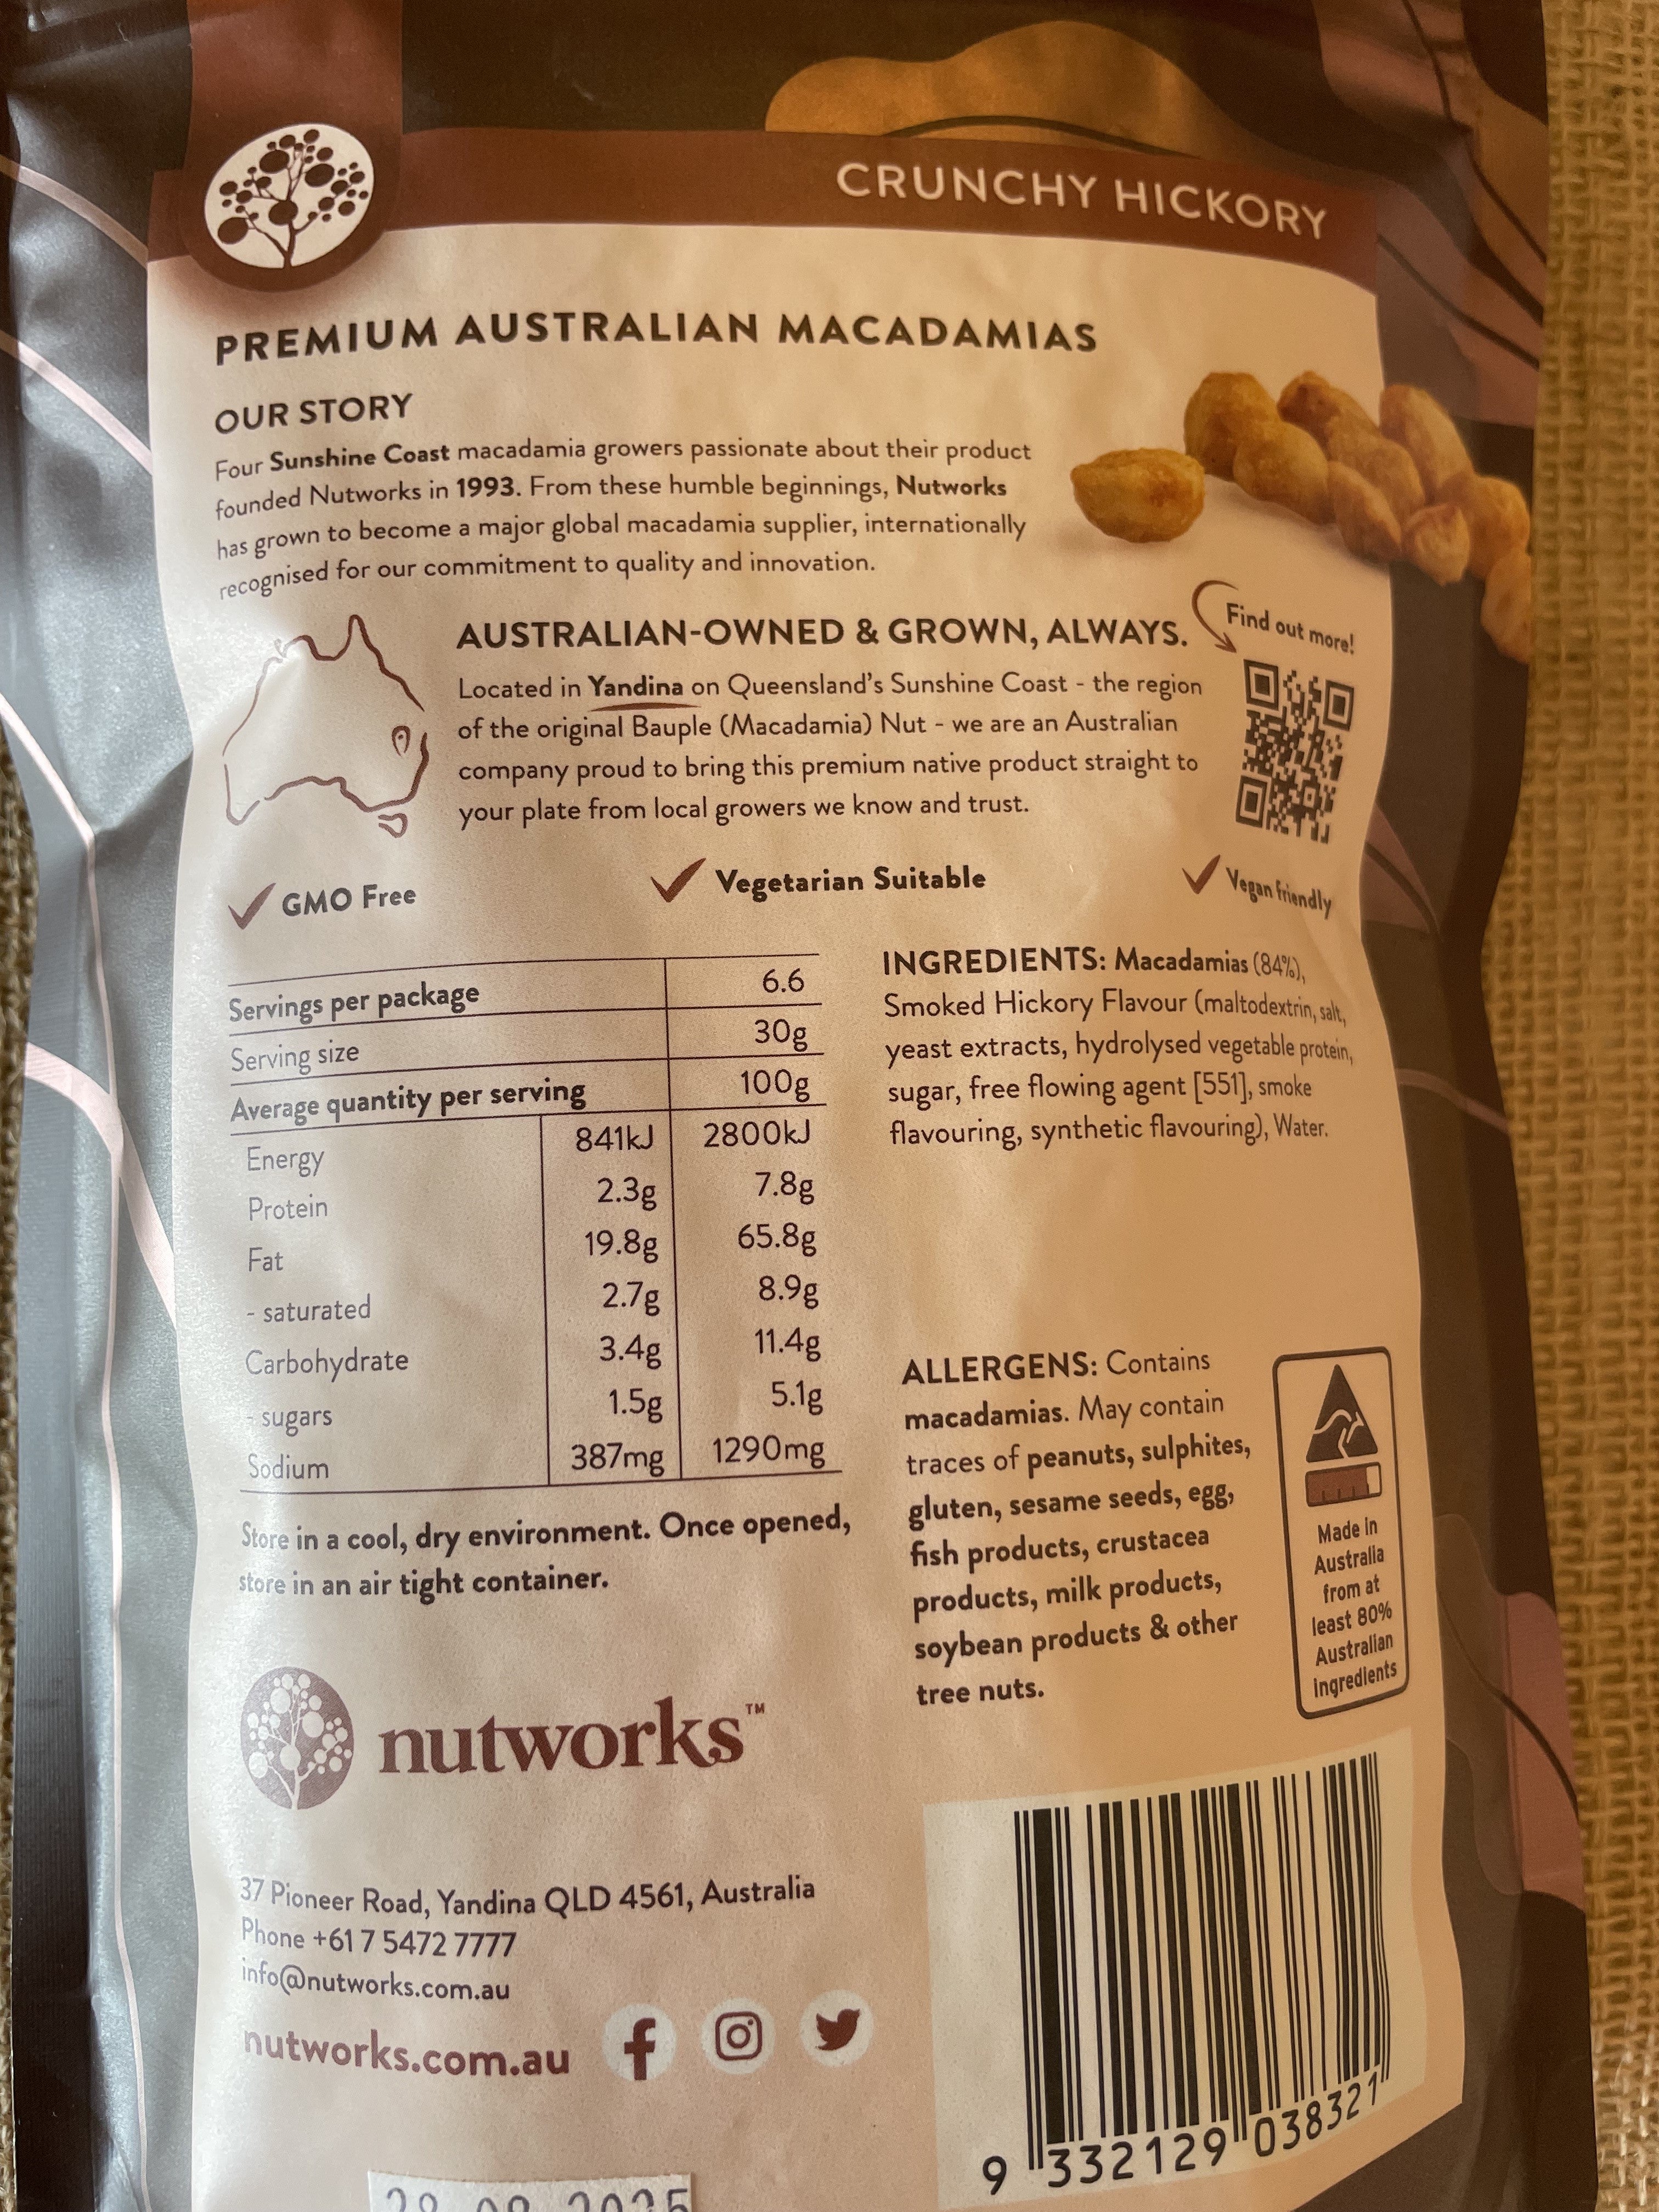 CRUNCHY HICKORY
PREMIUM AUSTRALIAN MACADAMIAS
OUR STORY
Four Sunshine Coast macadamia growers passionate about their product
founded Nutworks in 1993. From these humble beginnings, Nutworks
has grown to become a major global macadamia supplier, internationally
recognised for our commitment to quality and innovation.
Find out more!
AUSTRALIAN-OWNED & GROWN, ALWAYS.
Located in Yandina on Queensland's Sunshine Coast - the region
of the original Bauple (Macadamia) Nut - we are an Australian
company proud to bring this premium native product straight to
your plate from local growers we know and trust.
GMO Free
Vegetarian Suitable
Vegan friendly
Servings per package 6.6
Serving size 30g
Average quantity per serving 100g
Energy 841kJ 2800kJ
Protein 2.3g 7.8g
Fat 19.8g 65.8g
- saturated 2.7g 8.9g
Carbohydrate 3.4g 11.4g
- sugars 1.5g 5.1g
Sodium 387mg 1290mg
Store in a cool, dry environment. Once opened,
store in an air tight container.
INGREDIENTS: Macadamias (84%),
Smoked Hickory Flavour (maltodextrin, salt,
yeast extracts, hydrolysed vegetable protein,
sugar, free flowing agent [551], smoke
flavouring, synthetic flavouring), Water.
ALLERGENS: Contains
macadamias. May contain
traces of peanuts, sulphites,
gluten, sesame seeds, egg,
fish products, crustacea
products, milk products,
soybean products & other
tree nuts.
Made in
Australia
from at
least 80%
Australian
ingredients
nutworks™
37 Pioneer Road, Yandina QLD 4561, Australia
Phone +61 7 5472 7777
info@nutworks.com.au
nutworks.com.au
9 332129 038321